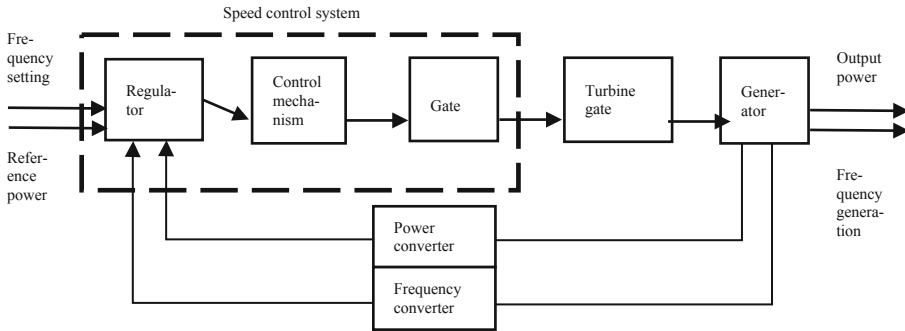 Speed control system
Fre-
quency
setting
Refer-
ence
power
Regula-
tor
Control
mecha-
nism
Gate
Turbine
gate
Gener-
ator
Output
power
Fre-
quency
genera-
tion
Power
converter
Frequency
converter